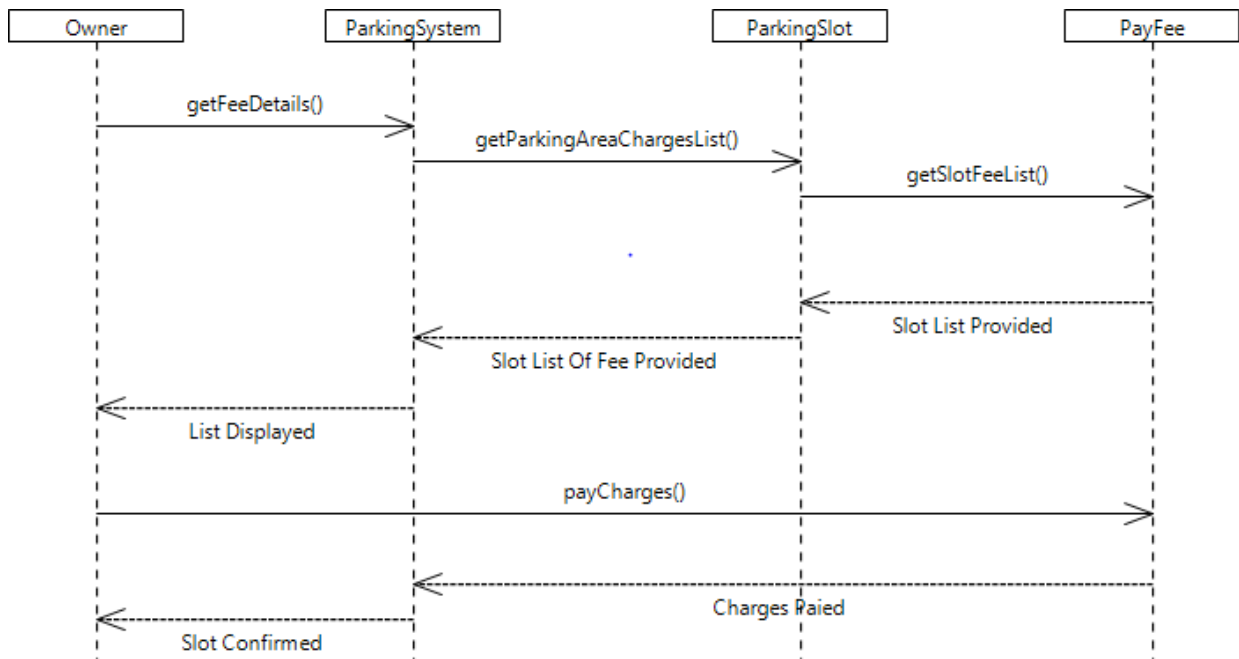 Owner
ParkingSystem
ParkingSlot
PayFee
getFeeDetails()
getParkingAreaChargesList()
getSlotFeeList()
Slot List Provided
Slot List Of Fee Provided
List Displayed
payCharges()
Charges Paied
Slot Confirmed